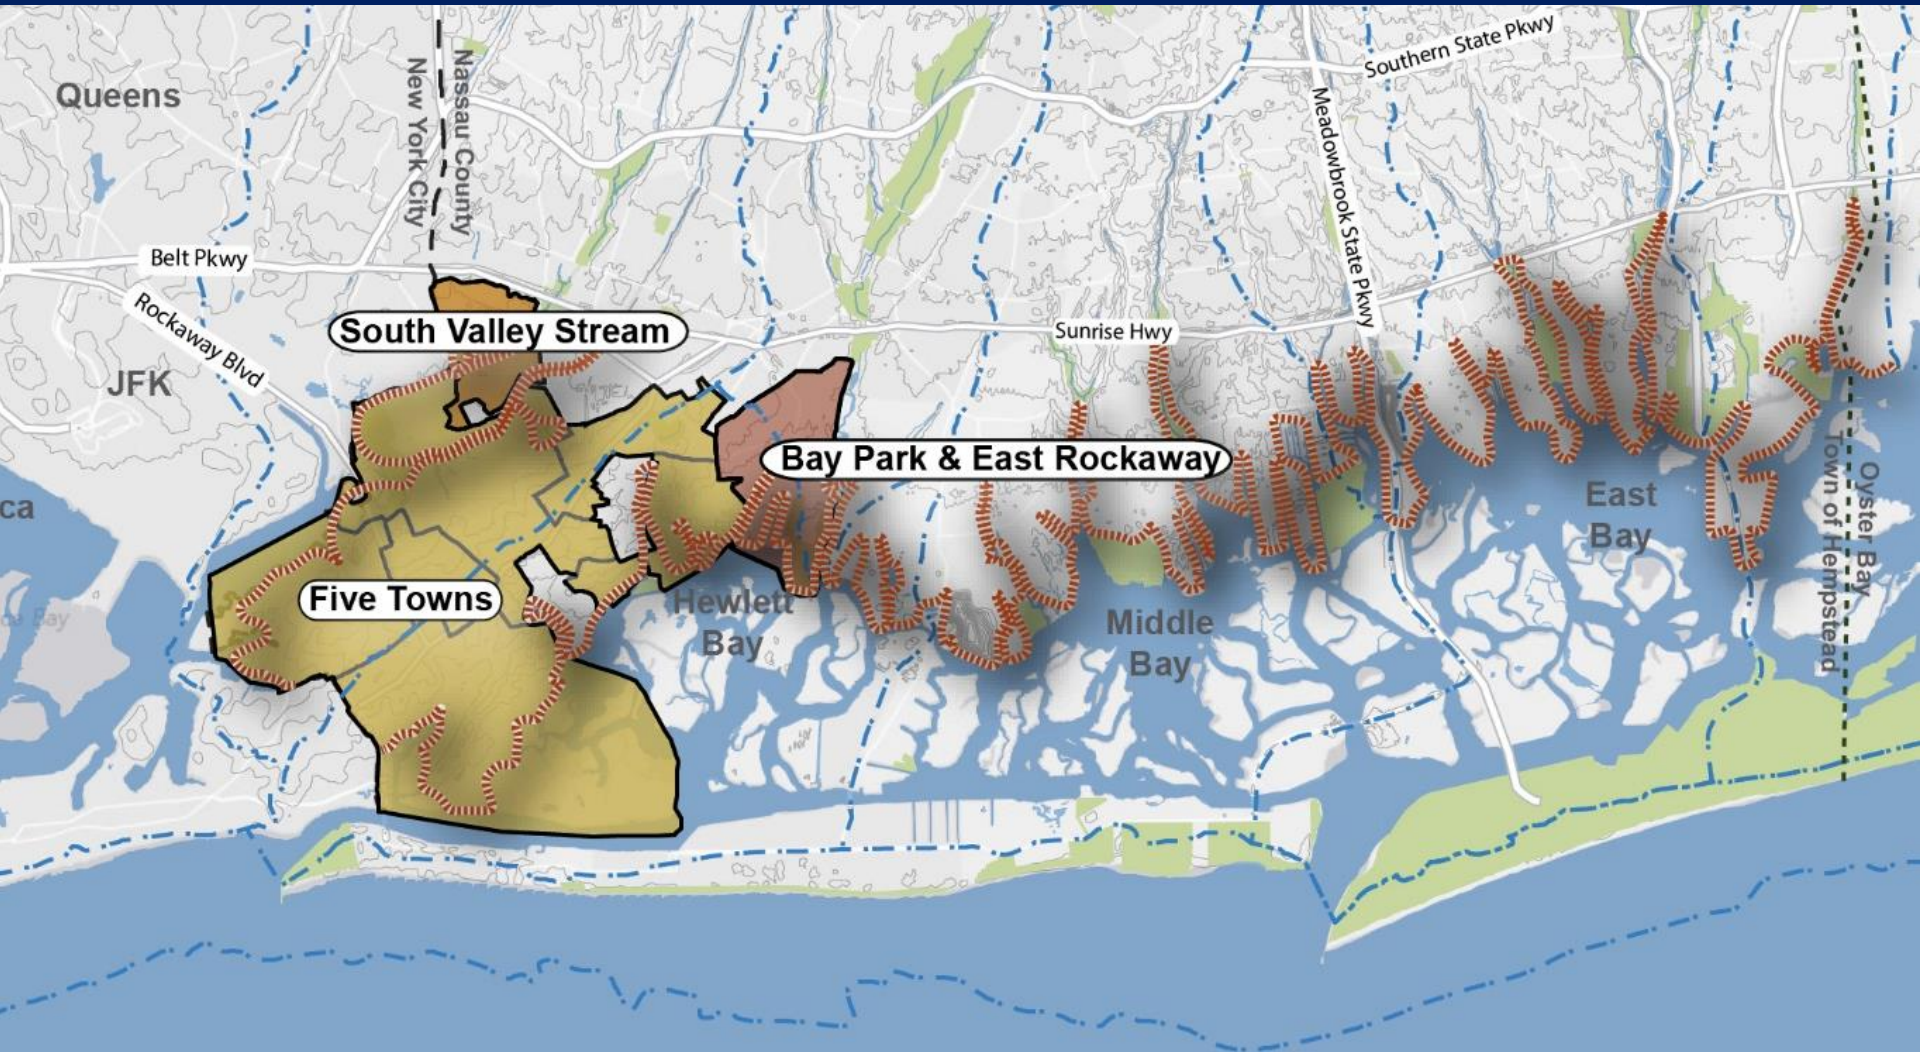 Southern State Pkwy
Queens
Nassau County
New York City
Meadowbrook State Pkwy
Belt Pkwy
Rockaway Blvd
South Valley Stream
Sunrise Hwy
JFK
Bay Park & East Rockaway
ca
East
Bay
Oyster Bay
Town of Hempstead
Five Towns
Hewlett
Bay
Middle
Bay
Bay